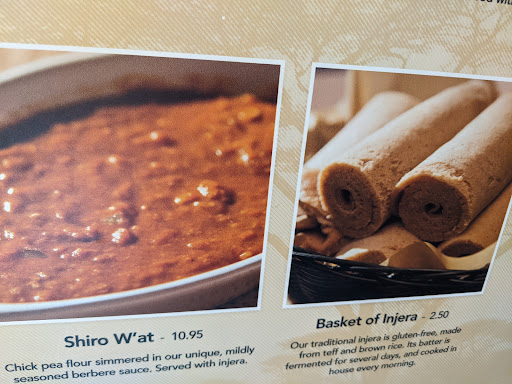 Shiro W'at - 10.95
Chick pea flour simmered in our unique, mildly
seasoned berbere sauce. Served with injera.
Basket of Injera - 2.50
Our traditional injera is gluten-free, made
from teff and brown rice. Its batter is
fermented for several days, and cooked in
house every morning.